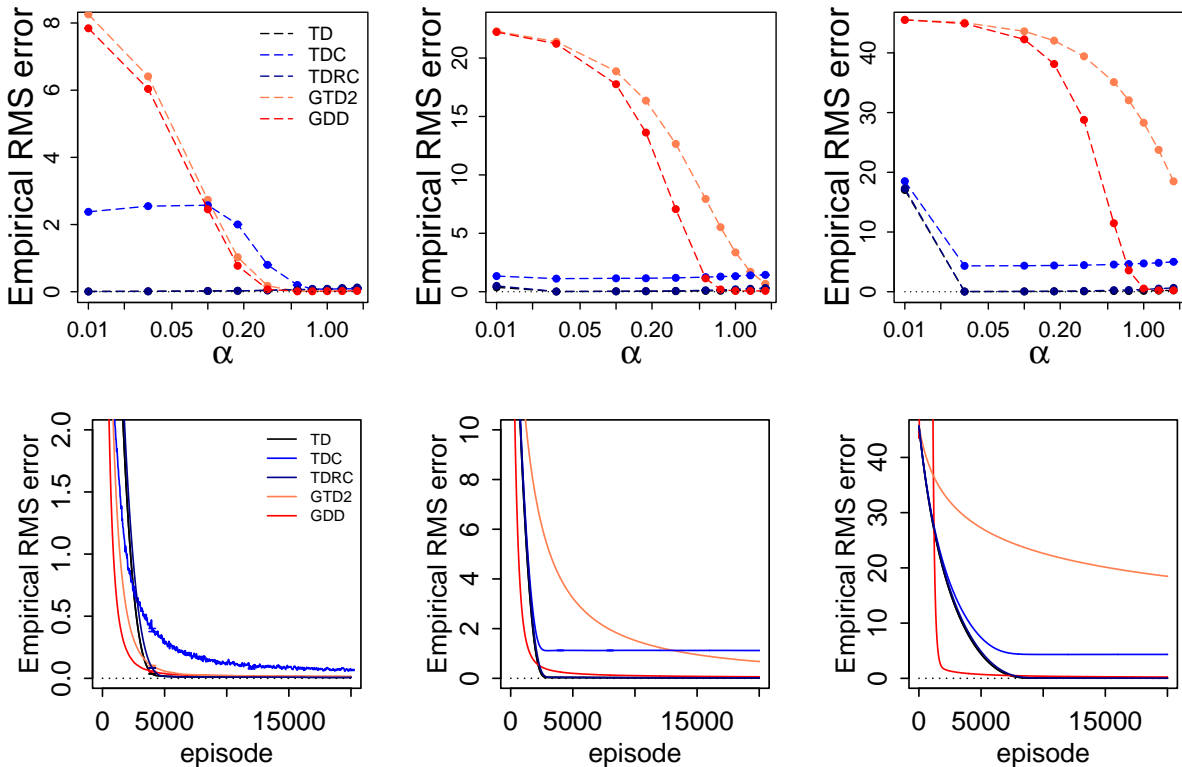 Empirical RMS error
0 2 4 6 8
0.01 0.05 0.20 1.00
α
TD
TDC
TDRC
GTD2
GDD
Empirical RMS error
0 5 10 15 20
0.01 0.05 0.20 1.00
α
Empirical RMS error
0 10 20 30 40
0.01 0.05 0.20 1.00
α
Empirical RMS error
0.0 0.5 1.0 1.5 2.0
0 5000 15000
episode
TD
TDC
TDRC
GTD2
GDD
Empirical RMS error
0 2 4 6 8 10
0 5000 15000
episode
Empirical RMS error
0 10 20 30 40
0 5000 15000
episode